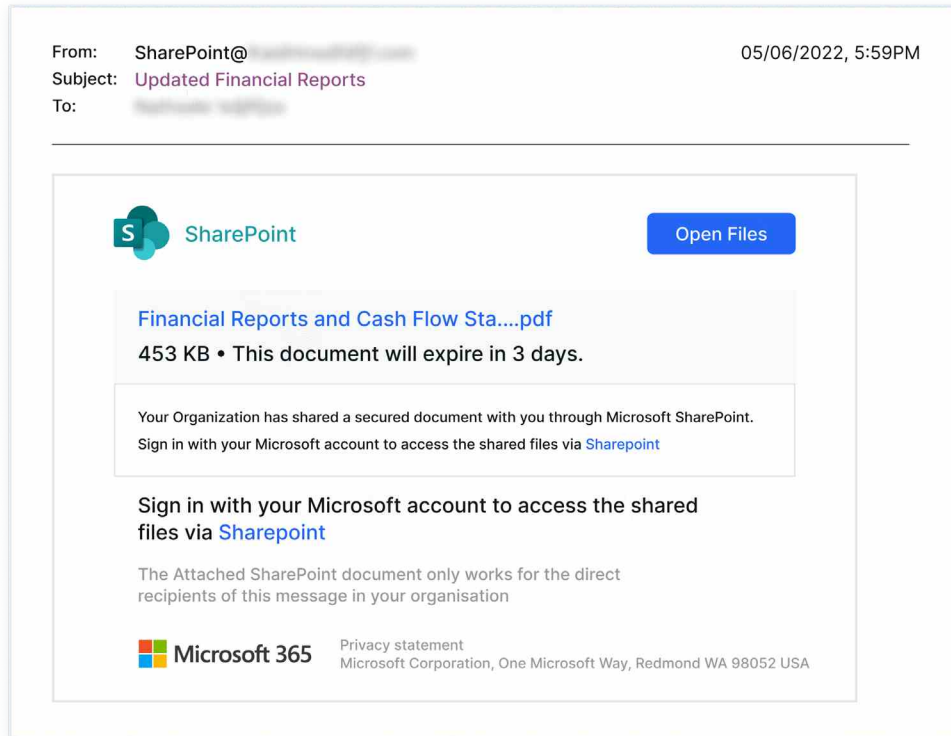 From: SharePoint@
05/06/2022, 5:59PM
Subject: Updated Financial Reports
To:
S
SharePoint
Open Files
Financial Reports and Cash Flow Sta....pdf
453 KB • This document will expire in 3 days.
Your Organization has shared a secured document with you through Microsoft SharePoint.
Sign in with your Microsoft account to access the shared files via Sharepoint
Sign in with your Microsoft account to access the shared
files via Sharepoint
The Attached SharePoint document only works for the direct
recipients of this message in your organisation
Microsoft 365
Privacy statement
Microsoft Corporation, One Microsoft Way, Redmond WA 98052 USA